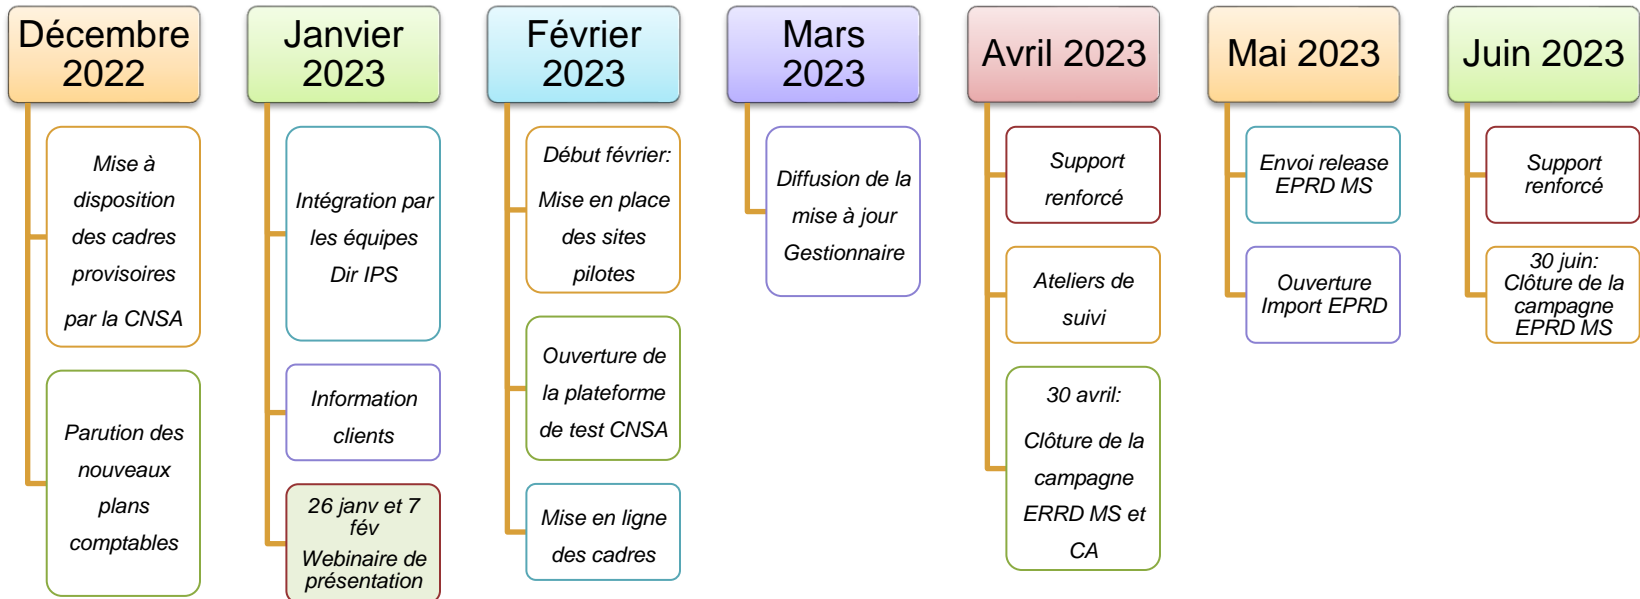 Décembre
2022
Mise à
disposition
des cadres
provisoires
par la CNSA
Parution des
nouveaux
plans
comptables
Janvier
2023
Intégration par
les équipes
Dir IPS
Information
clients
26 janv et 7
fév
Webinaire de
présentation
Février
2023
Début février:
Mise en place
des sites
pilotes
Ouverture de
la plateforme
de test CNSA
Mise en ligne
des cadres
Mars
2023
Diffusion de la
mise à jour
Gestionnaire
Avril 2023
Support
renforcé
Ateliers de
suivi
30 avril:
Clôture de la
campagne
ERRD MS et
CA
Mai 2023
Envoi release
EPRD MS
Ouverture
Import EPRD
Juin 2023
Support
renforcé
30 juin:
Clôture de la
campagne
EPRD MS